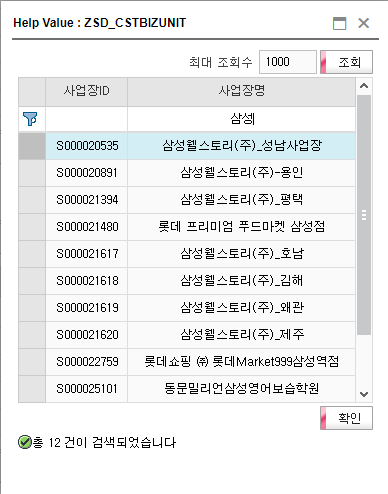 Help Value : ZSD_CSTBIZUNIT
최대 조회수 1000 조회
사업장ID 사업장명
삼성
S000020535 삼성웰스토리(주)_성남사업장
S000020891 삼성웰스토리(주)-용인
S000021394 삼성웰스토리(주)_평택
S000021480 롯데 프리미엄 푸드마켓 삼성점
S000021617 삼성웰스토리(주)_호남
S000021618 삼성웰스토리(주)_김해
S000021619 삼성웰스토리(주)_왜관
S000021620 삼성웰스토리(주)_제주
S000022759 롯데쇼핑 ㈜ 롯데Market999삼성역점
S000025101 동문밀리언삼성영어보습학원
확인
총 12 건이 검색되었습니다